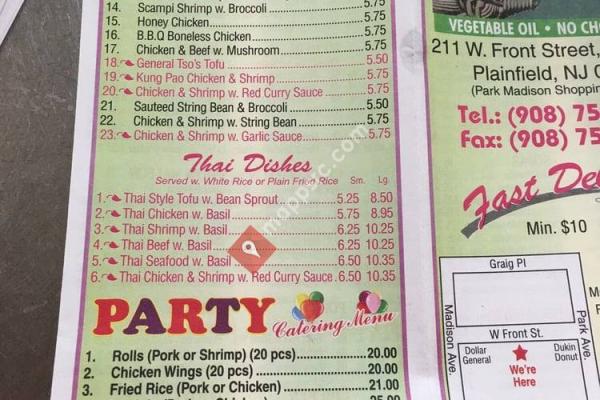 14. Scampi Shrimp w. Broccoli 5.75
15. Honey Chicken 5.75
16. B.B.Q Boneless Chicken 5.75
17. Chicken & Beef w. Mushroom 5.75
18. General Tso's Tofu 5.50
19. Kung Pao Chicken & Shrimp 5.75
20. Chicken & Shrimp w. Red Curry Sauce 5.75
21. Sauteed String Bean & Broccoli 5.50
22. Chicken & Shrimp w. String Bean 5.75
23. Chicken & Shrimp w. Garlic Sauce 5.75
Thai Dishes
Served w. White Rice or Plain Fried Rice Sm. Lg.
1. Thai Style Tofu w. Bean Sprout 5.25 8.50
2. Thai Chicken w. Basil 5.75 8.95
3. Thai Shrimp w. Basil 6.25 10.25
4. Thai Beef w. Basil 6.25 10.25
5. Thai Seafood w. Basil 6.50 10.35
6. Thai Chicken & Shrimp w. Red Curry Sauce 6.50 10.35
PARTY
Catering Menu
1. Rolls (Pork or Shrimp) (20 pcs) 20.00
2. Chicken Wings (20 pcs) 20.00
3. Fried Rice (Pork or Chicken) 21.00
VEGETABLE OIL • NO
211 W. Front Street,
Plainfield, NJ
(Park Madison
Tel.: (908) 75
Fax: (908) 75
Fast
Min. $10
Graig Pl
Madison Ave.
Park Ave.
W Front St.
Dollar General
We're Here
Dukin Donut